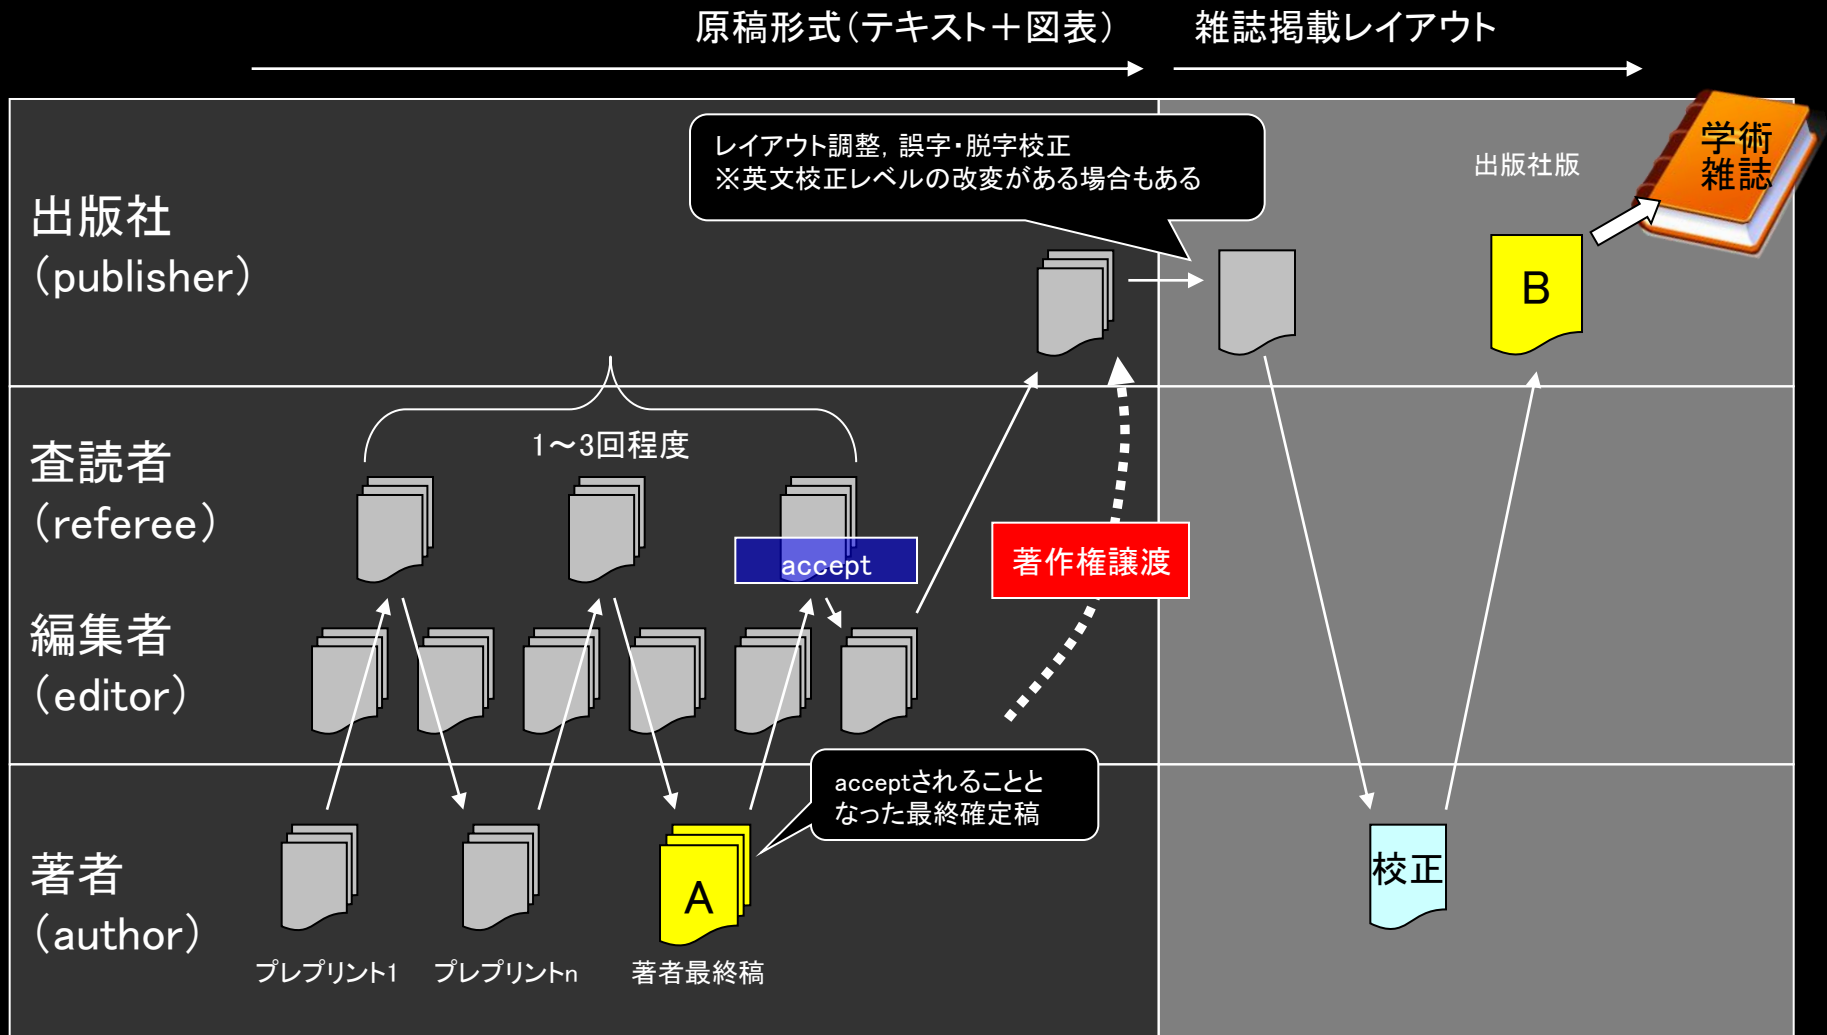 原稿形式（テキスト＋図表）
雑誌掲載レイアウト
レイアウト調整，誤字・脱字校正
※英文校正レベルの改変がある場合もある
出版社版
学術
雑誌
出版社
（publisher）
B
1～3回程度
査読者
（referee）
accept
著作権譲渡
編集者
（editor）
acceptされることと
なった最終確定稿
著者
（author）
A
校正
プレプリント1
プレプリントn
著者最終稿